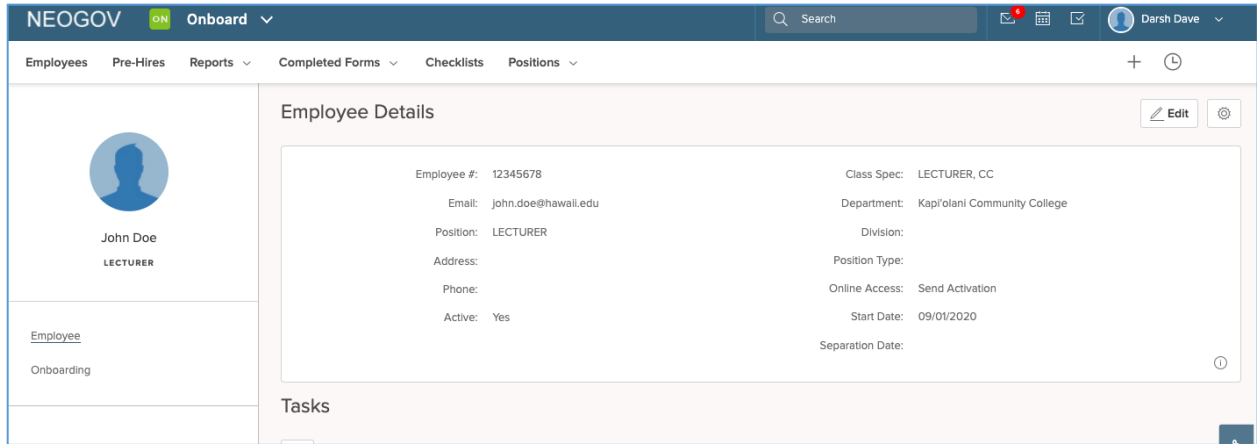 NEOGOV ON Onboard Search 6 Darsh Dave
Employees Pre-Hires Reports Completed Forms Checklists Positions
Employee Details
Edit
John Doe
LECTURER
Employee
Onboarding
Employee #: 12345678
Email: john.doe@hawaii.edu
Position: LECTURER
Address:
Phone:
Active: Yes
Class Spec: LECTURER, CC
Department: Kapi'olani Community College
Division:
Position Type:
Online Access: Send Activation
Start Date: 09/01/2020
Separation Date:
Tasks